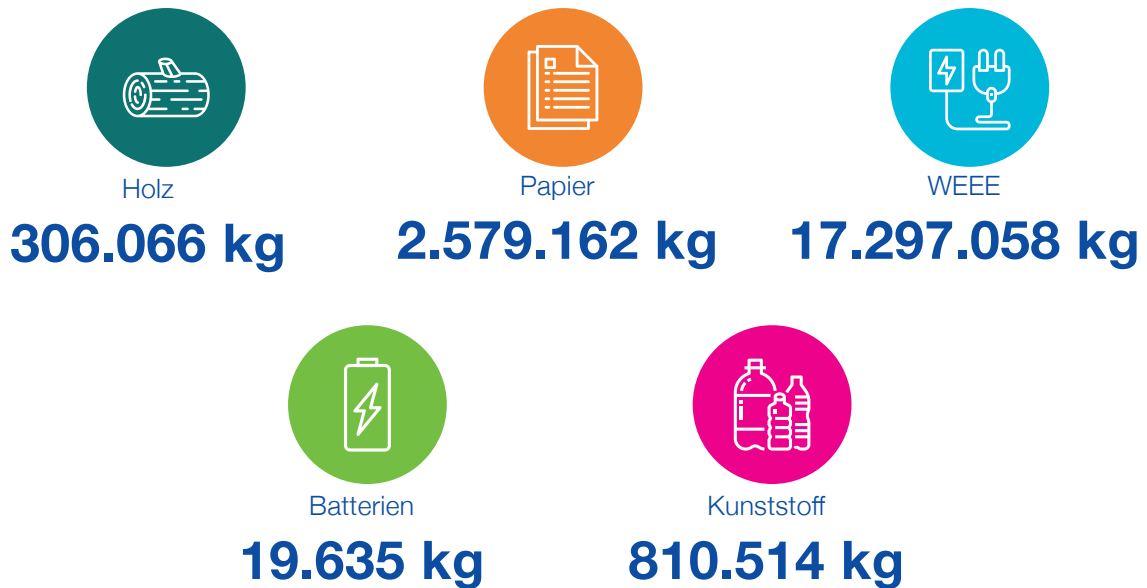 Holz
306.066 kg
Papier
2.579.162 kg
WEEE
17.297.058 kg
Batterien
19.635 kg
Kunststoff
810.514 kg